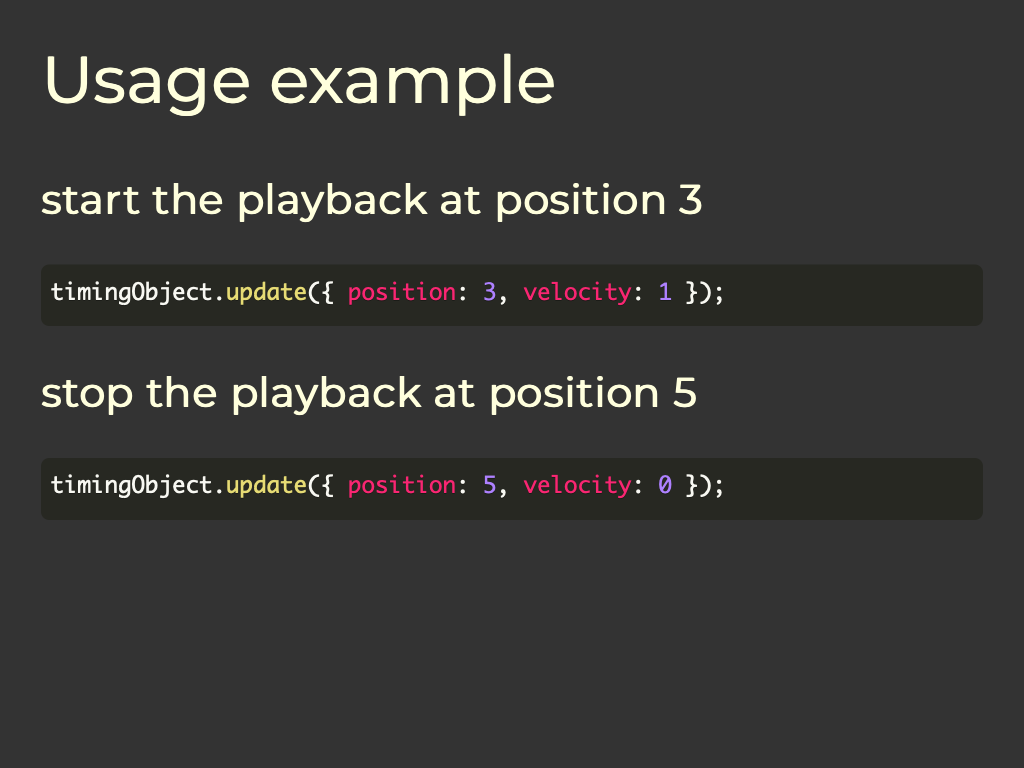 Usage example
start the playback at position 3
timingObject.update({ position: 3, velocity: 1 });
stop the playback at position 5
timingObject.update({ position: 5, velocity: 0 });